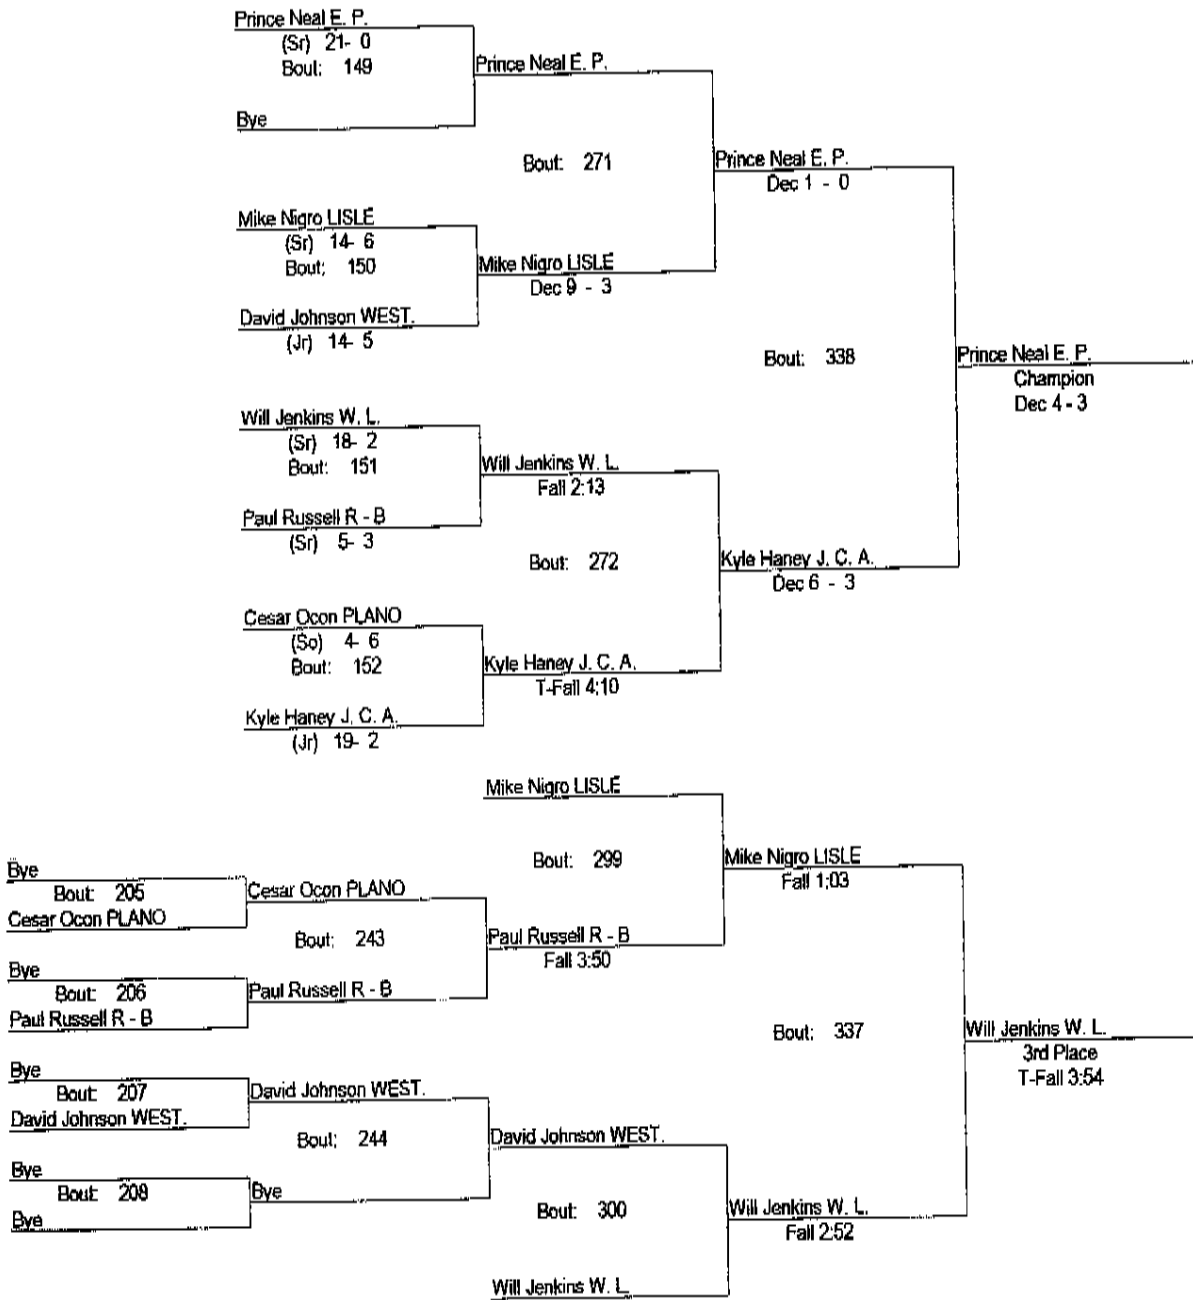 Prince Neal E. P.
(Sr) 21- 0
Bout: 149
Prince Neal E. P.
Bye
Bout: 271
Prince Neal E. P.
Dec 1 - 0
Mike Nigro LISLE
(Sr) 14- 6
Bout: 150
Mike Nigro LISLE
Dec 9 - 3
David Johnson WEST.
(Jr) 14- 5
Bout: 338
Prince Neal E. P.
Champion
Dec 4 - 3
Will Jenkins W. L.
(Sr) 18- 2
Bout: 151
Will Jenkins W. L.
Fall 2:13
Paul Russell R - B
(Sr) 5- 3
Bout: 272
Kyle Haney J. C. A.
Dec 6 - 3
Cesar Ocon PLANO
(So) 4- 6
Bout: 152
Kyle Haney J. C. A.
T-Fall 4:10
Kyle Haney J. C. A.
(Jr) 19- 2
Mike Nigro LISLE
Bout: 299
Mike Nigro LISLE
Fall 1:03
Bye
Bout: 205
Cesar Ocon PLANO
Cesar Ocon PLANO
Bout: 243
Paul Russell R - B
Fall 3:50
Bye
Bout: 206
Paul Russell R - B
Paul Russell R - B
Bout: 337
Will Jenkins W. L.
3rd Place
T-Fall 3:54
Bye
Bout: 207
David Johnson WEST.
David Johnson WEST.
Bout: 244
David Johnson WEST.
Bye
Bout: 208
Bye
Bye
Bout: 300
Will Jenkins W. L.
Fall 2:52
Will Jenkins W. L.